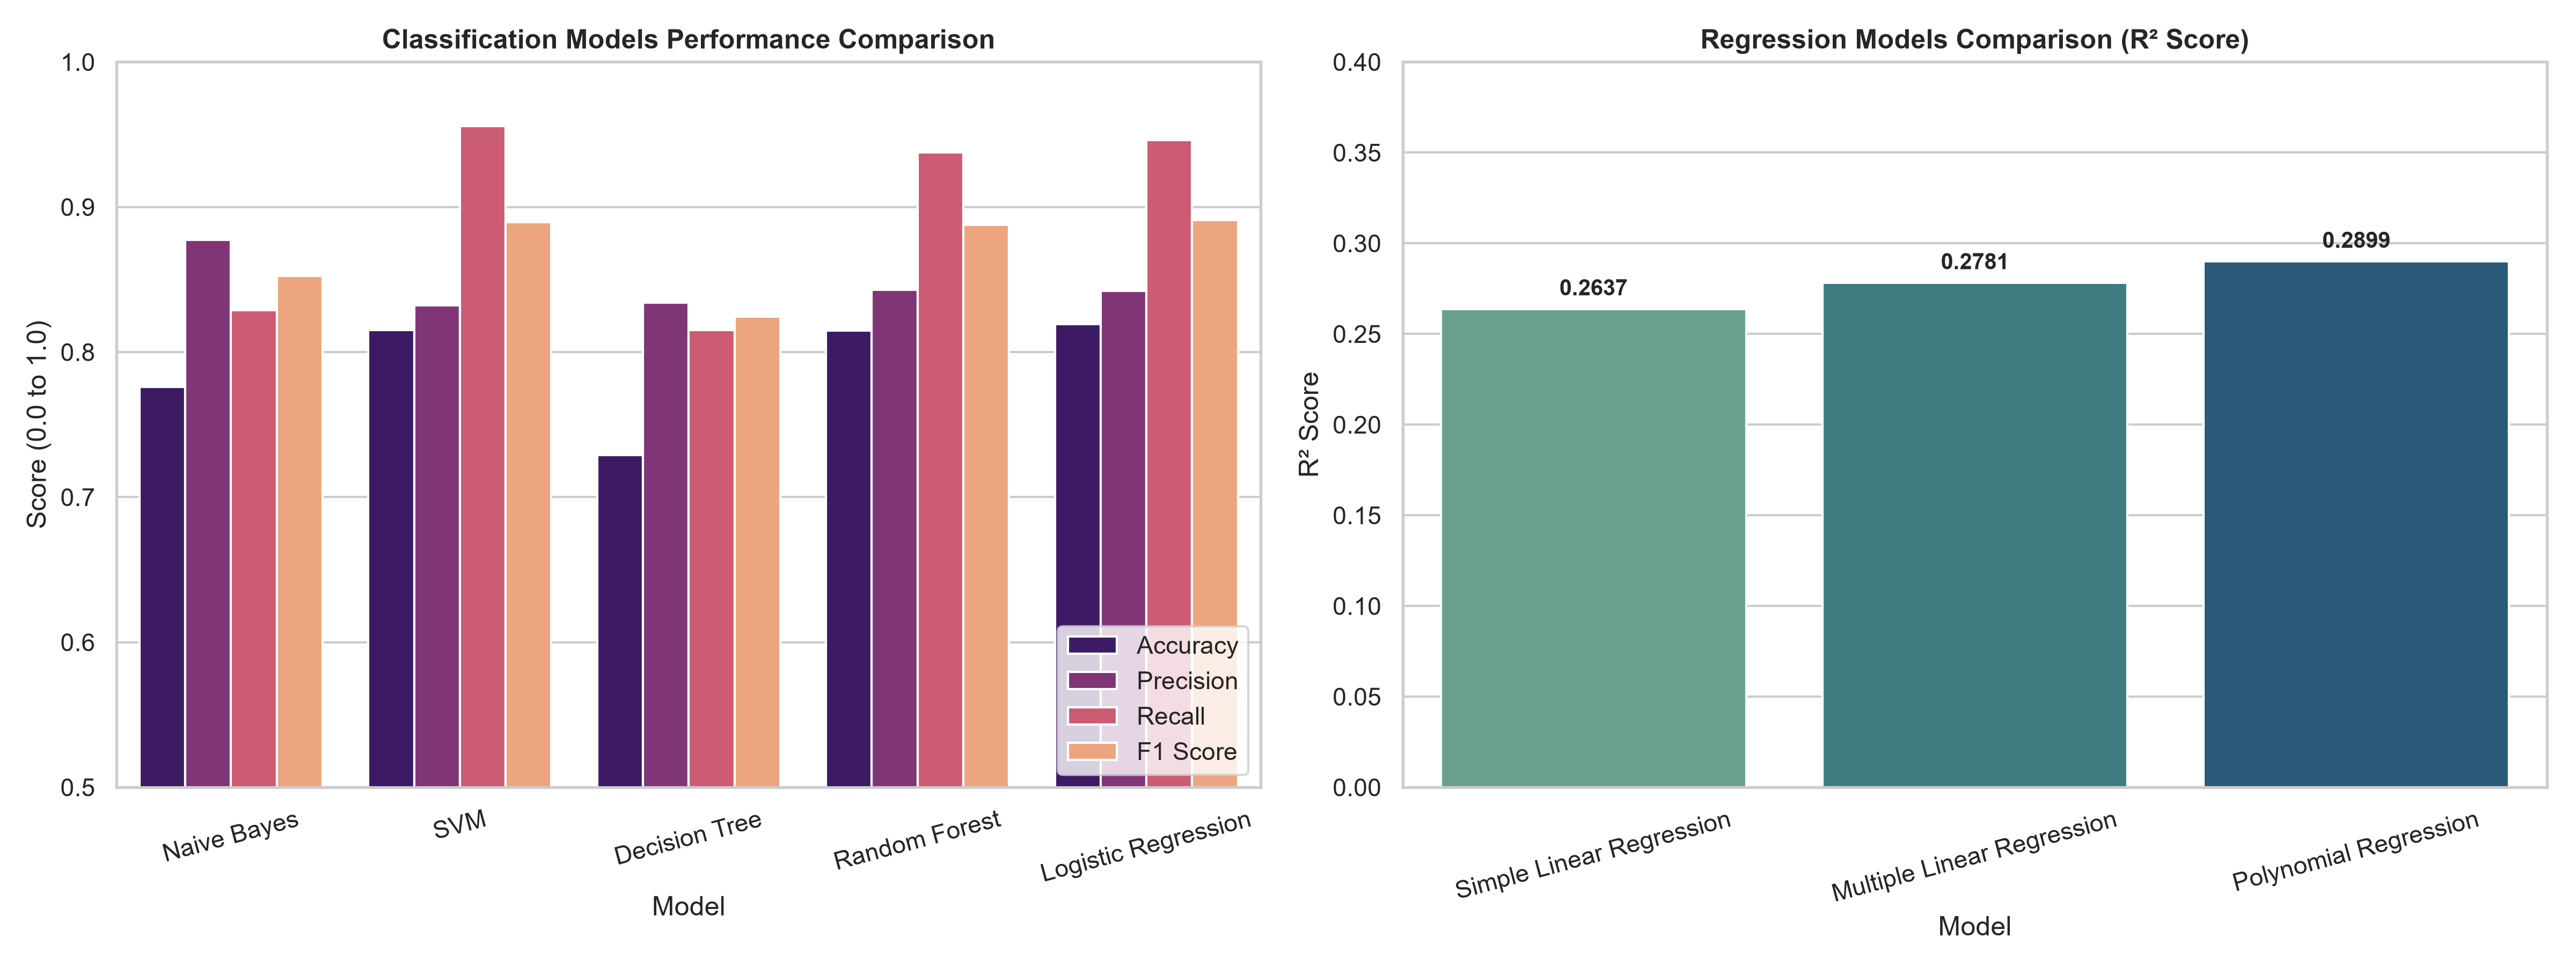 Classification Models Performance Comparison
Score (0.0 to 1.0)
1.0
0.9
0.8
0.7
0.6
0.5
Accuracy
Precision
Recall
F1 Score
Naive Bayes
SVM
Decision Tree
Random Forest
Logistic Regression
Model
Regression Models Comparison (R² Score)
R² Score
0.40
0.35
0.30
0.25
0.20
0.15
0.10
0.05
0.00
0.2637
0.2781
0.2899
Simple Linear Regression
Multiple Linear Regression
Polynomial Regression
Model